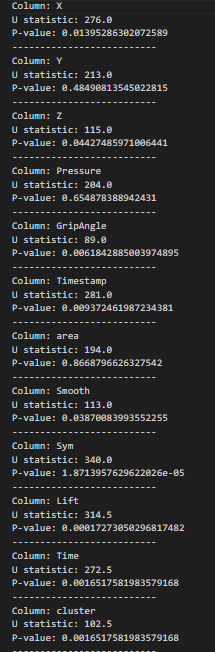 Column: X
U statistic: 276.0
P-value: 0.01395286302072589
--------------------------
Column: Y
U statistic: 213.0
P-value: 0.48490813545022815
--------------------------
Column: Z
U statistic: 115.0
P-value: 0.04427485971006441
--------------------------
Column: Pressure
U statistic: 204.0
P-value: 0.654878388942431
--------------------------
Column: GripAngle
U statistic: 89.0
P-value: 0.0061842885003974895
--------------------------
Column: Timestamp
U statistic: 281.0
P-value: 0.009372461987234381
--------------------------
Column: area
U statistic: 194.0
P-value: 0.8668796626327542
--------------------------
Column: Smooth
U statistic: 113.0
P-value: 0.03870083993552255
--------------------------
Column: Sym
U statistic: 340.0
P-value: 1.8713957629622026e-05
--------------------------
Column: Lift
U statistic: 314.5
P-value: 0.00017273050296817482
--------------------------
Column: Time
U statistic: 272.5
P-value: 0.0016517581983579168
--------------------------
Column: cluster
U statistic: 102.5
P-value: 0.0016517581983579168
--------------------------